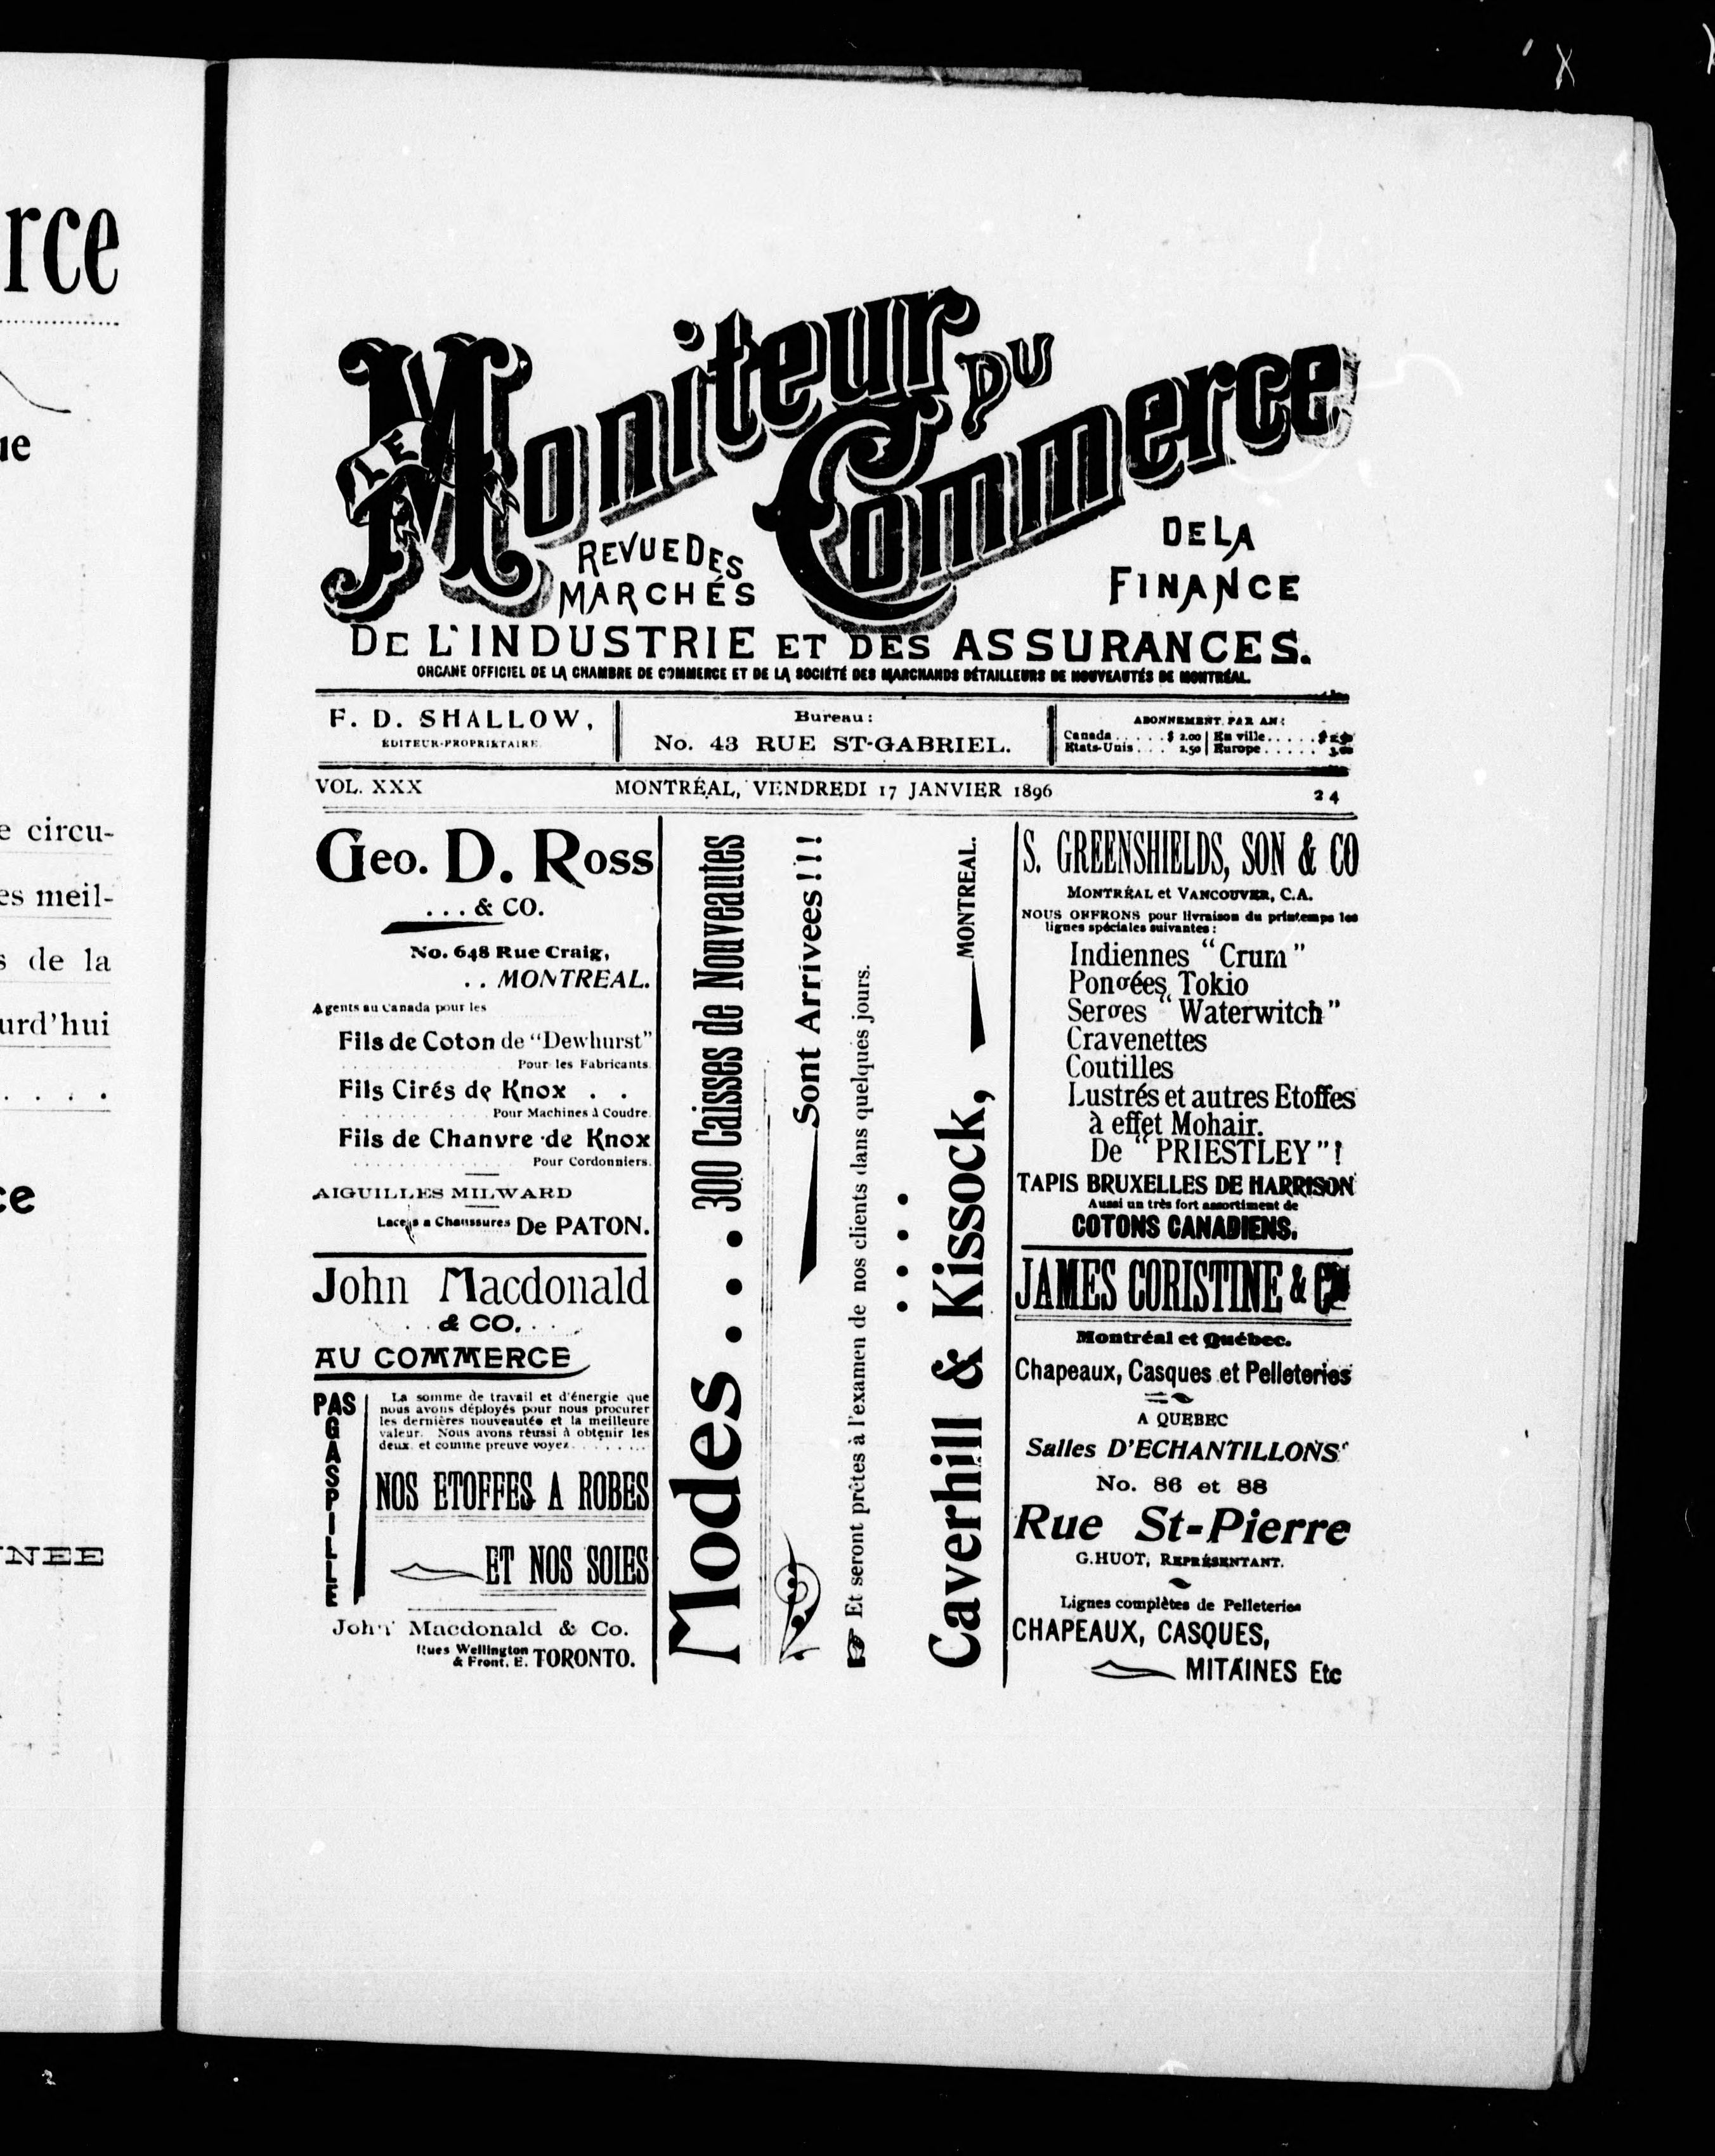 rce
ue
e circu-
es meil-
s de la
urd'hui
. . . .
ce
NEE
LE Moniteur DU Commerce
REVUE DES MARCHÉS
DE LA FINANCE
DE L'INDUSTRIE ET DES ASSURANCES.
ORGANE OFFICIEL DE LA CHAMBRE DE COMMERCE ET DE LA SOCIÉTÉ DES MARCHANDS DÉTAILLEURS DE NOUVEAUTÉS DE MONTRÉAL.
F. D. SHALLOW,
ÉDITEUR-PROPRIÉTAIRE.
Bureau:
No. 43 RUE ST-GABRIEL.
ABONNEMENT PAR AN:
Canada . . . . . $ 2.00 | En ville . . . . .
Etats-Unis . . . . 2.50 | Europe . . . . . 3.00
VOL. XXX MONTRÉAL, VENDREDI 17 JANVIER 1896 24
Geo. D. Ross
. . . & CO.
No. 648 Rue Craig,
. . MONTREAL.
Agents au Canada pour les
Fils de Coton de "Dewhurst"
Pour les Fabricants.
Fils Cirés de Knox . .
Pour Machines à Coudre.
Fils de Chanvre de Knox
Pour Cordonniers.
AIGUILLES MILWARD
Lacets a Chaussures De PATON.
John Macdonald
. . & CO. . .
AU COMMERCE
PAS GASPILLE
La somme de travail et d'énergie que
nous avons déployés pour nous procurer
les dernières nouveautés et la meilleure
valeur. Nous avons réussi à obtenir les
deux et comme preuve voyez . . . . . . . .
NOS ETOFFES A ROBES
ET NOS SOIES
John Macdonald & Co.
Rues Wellington
& Front. E. TORONTO.
Modes . . . 300 Caisses de Nouveautes
Sont Arrivees ! ! !
Et seront prêtes à l'examen de nos clients dans quelques jours.
. . . .
Caverhill & Kissock, MONTREAL.
S. GREENSHIELDS, SON & CO
MONTRÉAL et VANCOUVER, C.A.
NOUS OFFRONS pour livraison du printemps les
lignes spéciales suivantes:
Indiennes "Crum"
Pongées Tokio
Serges "Waterwitch"
Cravenettes
Coutilles
Lustrés et autres Etoffes
à effet Mohair.
De "PRIESTLEY"!
TAPIS BRUXELLES DE HARRISON
Aussi un très fort assortiment de
COTONS CANADIENS.
JAMES CORISTINE &
Montréal et Québec.
Chapeaux, Casques et Pelleteries
A QUEBEC
Salles D'ECHANTILLONS
No. 86 et 88
Rue St-Pierre
G. HUOT, REPRÉSENTANT.
Lignes complètes de Pelleteries
CHAPEAUX, CASQUES,
MITAINES Etc